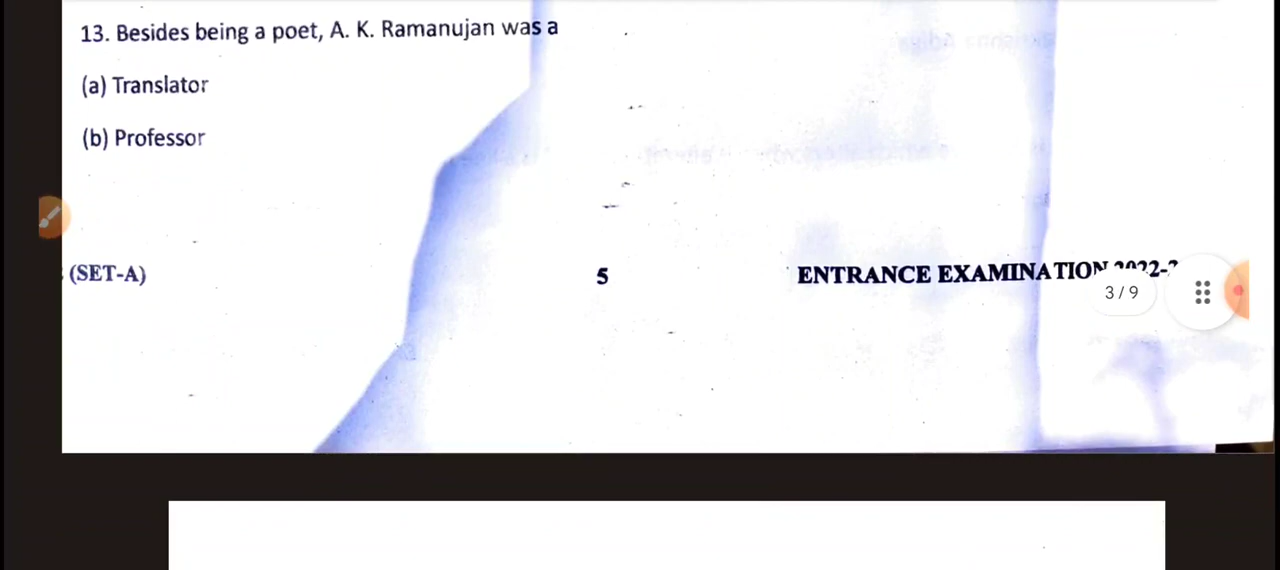 13. Besides being a poet, A. K. Ramanujan was a
(a) Translator
(b) Professor
(SET-A)
5
ENTRANCE EXAMINATION
3 / 9